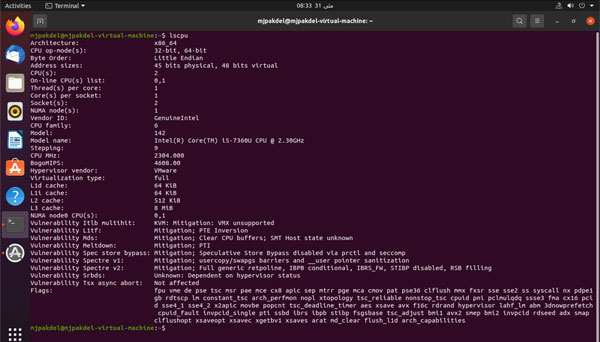 Activities
Terminal
08:33 31 مئی
mjpakdel@mjpakdel-virtual-machine: ~
mjpakdel@mjpakdel-virtual-machine:~$ lscpu
Architecture: x86_64
CPU op-mode(s): 32-bit, 64-bit
Byte Order: Little Endian
Address sizes: 45 bits physical, 48 bits virtual
CPU(s): 2
On-line CPU(s) list: 0,1
Thread(s) per core: 1
Core(s) per socket: 1
Socket(s): 2
NUMA node(s): 1
Vendor ID: GenuineIntel
CPU family: 6
Model: 142
Model name: Intel(R) Core(TM) i5-7360U CPU @ 2.30GHz
Stepping: 9
CPU MHz: 2304.000
BogoMIPS: 4608.00
Hypervisor vendor: VMware
Virtualization type: full
L1d cache: 64 KiB
L1i cache: 64 KiB
L2 cache: 512 KiB
L3 cache: 8 MiB
NUMA node0 CPU(s): 0,1
Vulnerability Itlb multihit: KVM: Mitigation: VMX unsupported
Vulnerability L1tf: Mitigation; PTE Inversion
Vulnerability Mds: Mitigation; Clear CPU buffers; SMT Host state unknown
Vulnerability Meltdown: Mitigation; PTI
Vulnerability Spec store bypass: Mitigation; Speculative Store Bypass disabled via prctl and seccomp
Vulnerability Spectre v1: Mitigation; usercopy/swapgs barriers and __user pointer sanitization
Vulnerability Spectre v2: Mitigation; Full generic retpoline, IBPB conditional, IBRS_FW, STIBP disabled, RSB filling
Vulnerability Srbds: Unknown: Dependent on hypervisor status
Vulnerability Tsx async abort: Not affected
Flags: fpu vme de pse tsc msr pae mce cx8 apic sep mtrr pge mca cmov pat pse36 clflush mmx fxsr sse sse2 ss syscall nx pdpe1
gb rdtscp lm constant_tsc arch_perfmon nopl xtopology tsc_reliable nonstop_tsc cpuid pni pclmulqdq ssse3 fma cx16 pci
d sse4_1 sse4_2 x2apic movbe popcnt tsc_deadline_timer aes xsave avx f16c rdrand hypervisor lahf_lm abm 3dnowprefetch
cpuid_fault invpcid_single pti ssbd ibrs ibpb stibp fsgsbase tsc_adjust bmi1 avx2 smep bmi2 invpcid rdseed adx smap
clflushopt xsaveopt xsavec xgetbv1 xsaves arat md_clear flush_l1d arch_capabilities
mjpakdel@mjpakdel-virtual-machine:~$